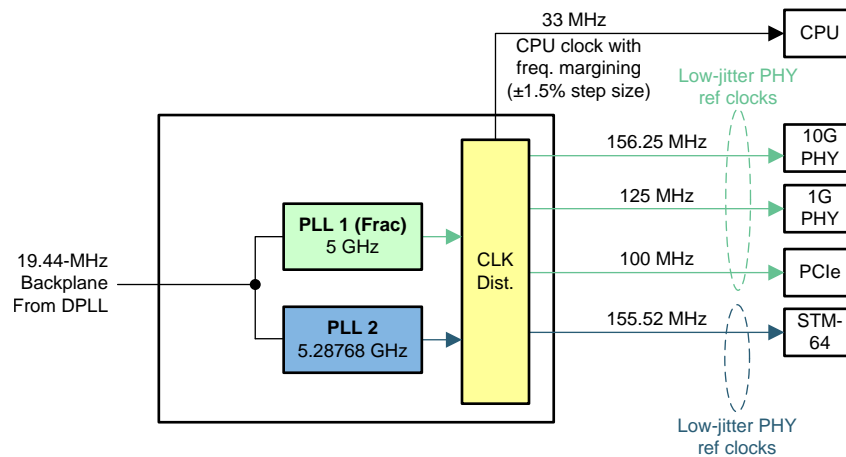 33 MHz
CPU clock with
freq. margining
(±1.5% step size)
CPU
Low-jitter PHY
ref clocks
156.25 MHz
10G
PHY
125 MHz
1G
PHY
100 MHz
PCIe
155.52 MHz
STM-
64
Low-jitter PHY
ref clocks
PLL 1 (Frac)
5 GHz
CLK
Dist.
19.44-MHz
Backplane
From DPLL
PLL 2
5.28768 GHz